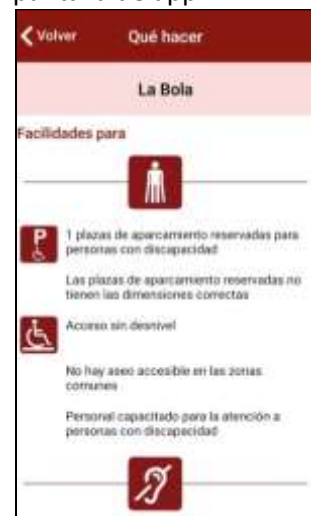 Volver
Qué hacer
La Bola
Facilidades para
P
1 plazas de aparcamiento reservadas para
personas con discapacidad
Las plazas de aparcamiento reservadas no
tienen las dimensiones correctas
Acceso sin desnivel
No hay aseo accesible en las zonas
comunes
Personal capacitado para la atención a
personas con discapacidad